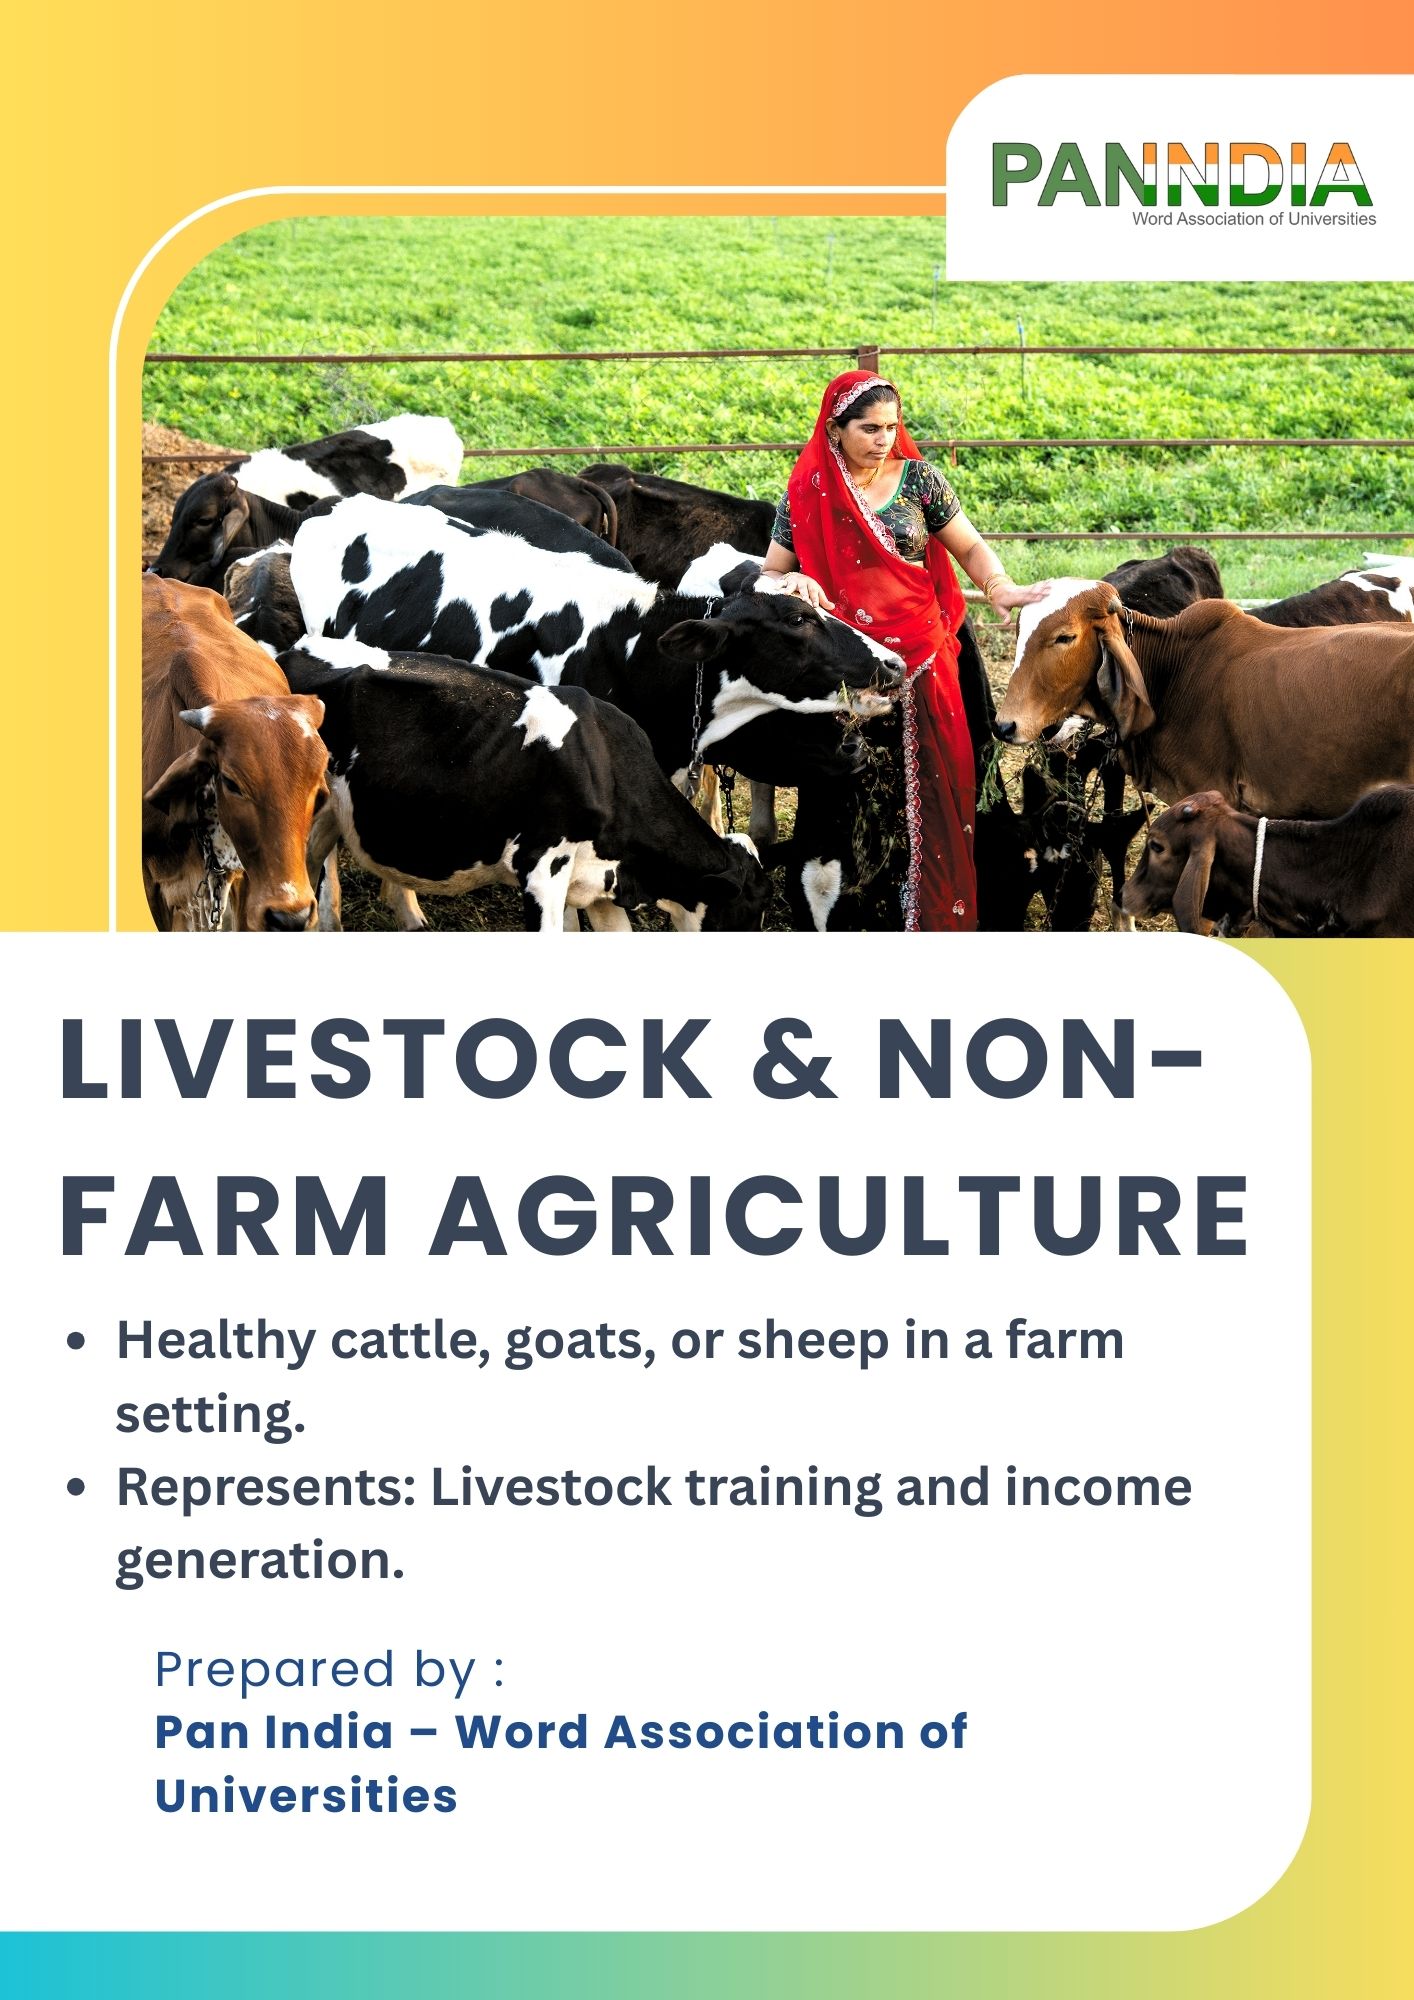 PANNDIA
Word Association of Universities
LIVESTOCK & NON-
FARM AGRICULTURE
• Healthy cattle, goats, or sheep in a farm
setting.
• Represents: Livestock training and income
generation.
Prepared by :
Pan India – Word Association of
Universities